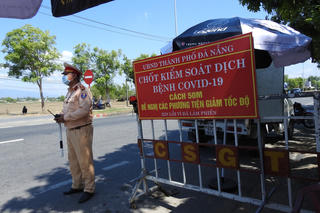 UBND THÀNH PHỐ ĐÀ NẴNG
CHỐT KIỂM SOÁT DỊCH
BỆNH COVID-19
CÁCH 50M
ĐỀ NGHỊ CÁC PHƯƠNG TIỆN GIẢM TỐC ĐỘ
CSGT
Legend